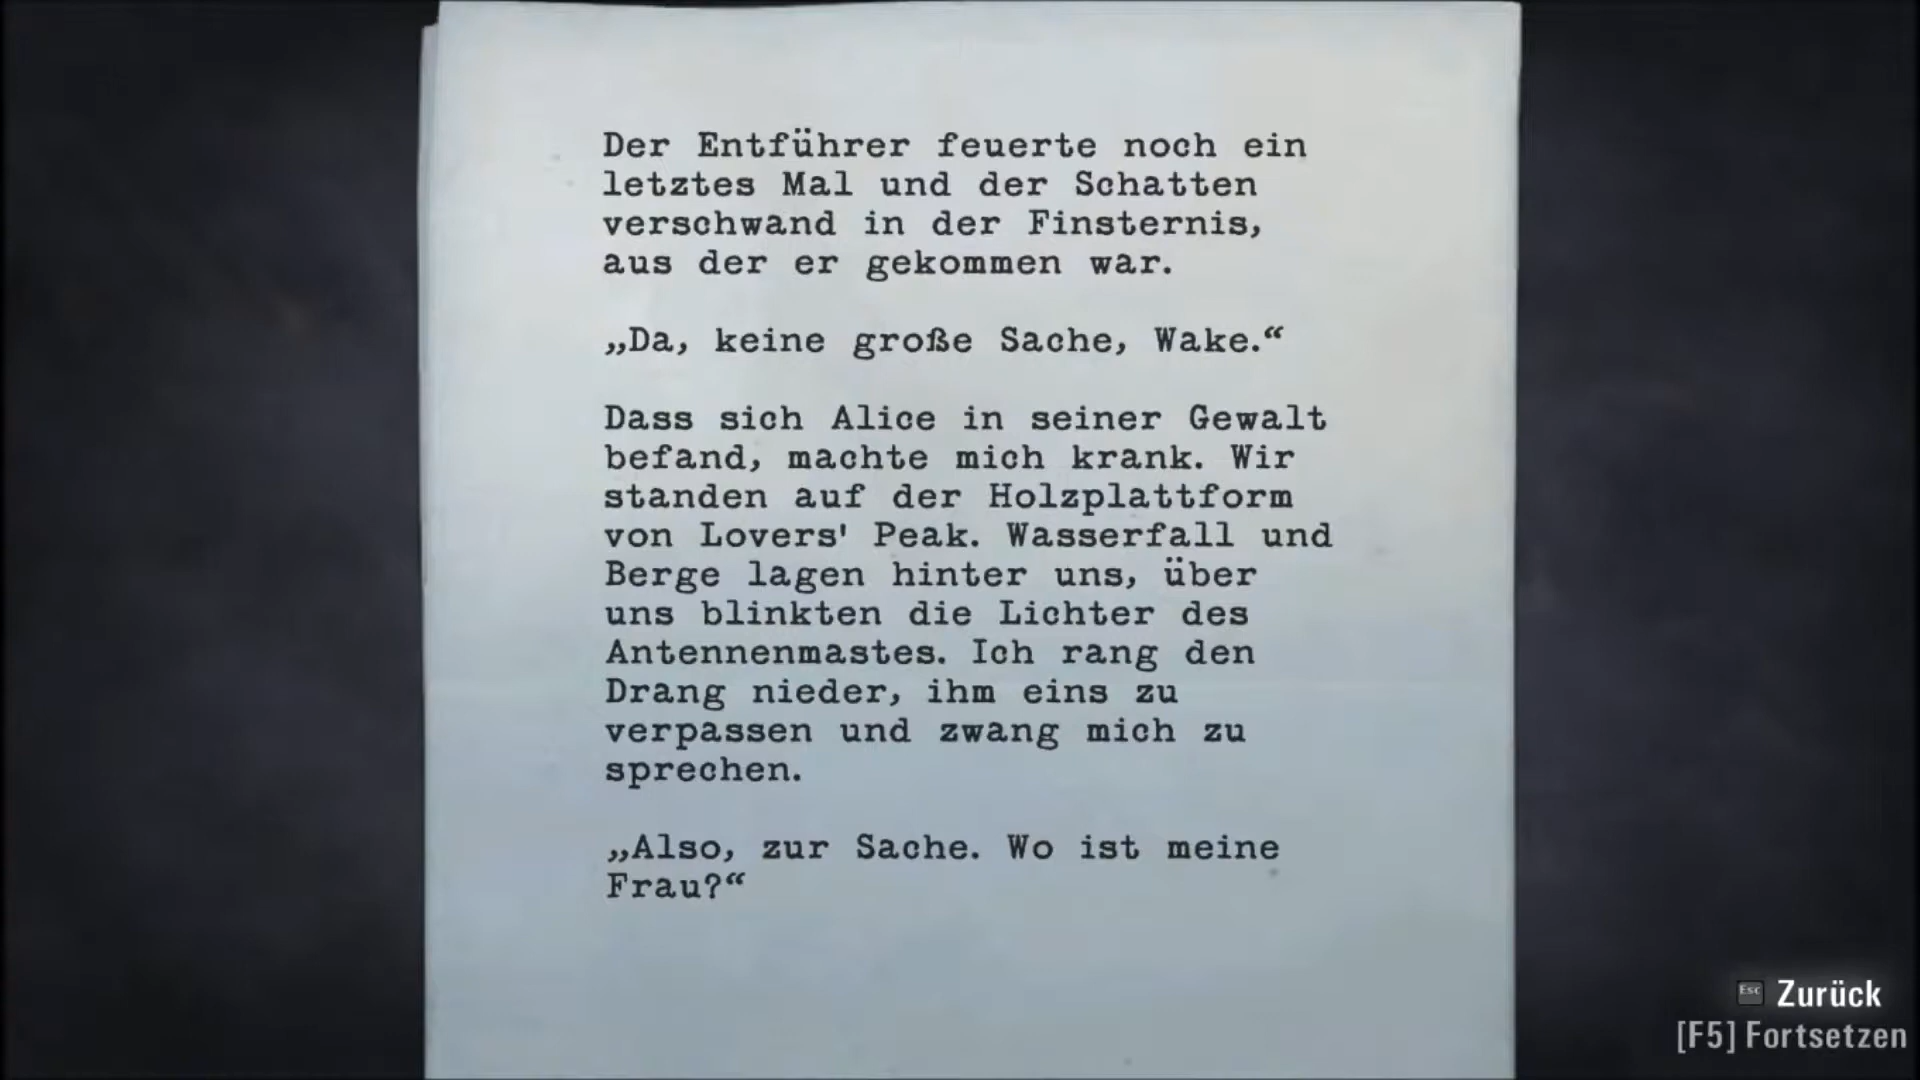 Der Entführer feuerte noch ein
letztes Mal und der Schatten
verschwand in der Finsternis,
aus der er gekommen war.
„Da, keine große Sache, Wake.“
Dass sich Alice in seiner Gewalt
befand, machte mich krank. Wir
standen auf der Holzplattform
von Lovers' Peak. Wasserfall und
Berge lagen hinter uns, über
uns blinkten die Lichter des
Antennenmastes. Ich rang den
Drang nieder, ihm eins zu
verpassen und zwang mich zu
sprechen.
„Also, zur Sache. Wo ist meine
Frau?“
Esc Zurück
[F5] Fortsetzen